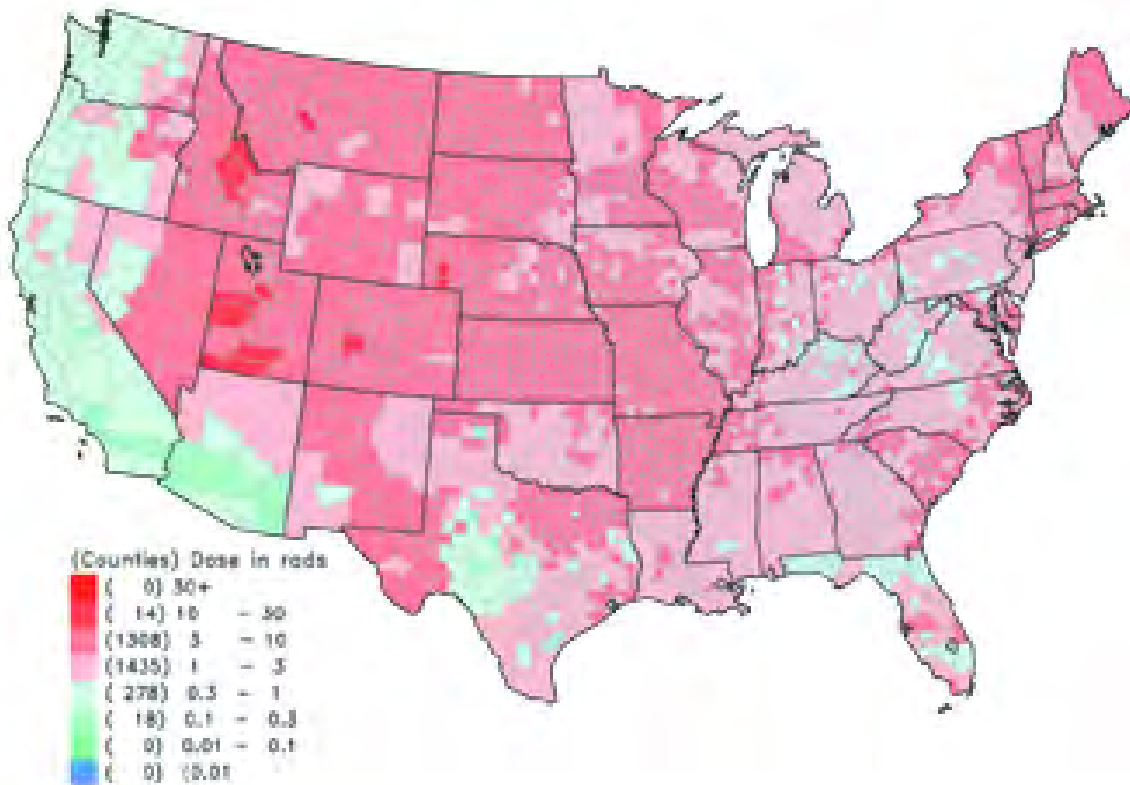 (Counties) Dose in rads
( 0) 30+
( 14) 10 - 30
(1308) 3 - 10
(1435) 1 - 3
( 278) 0.3 - 1
( 18) 0.1 - 0.3
( 0) 0.01 - 0.1
( 0) <0.01